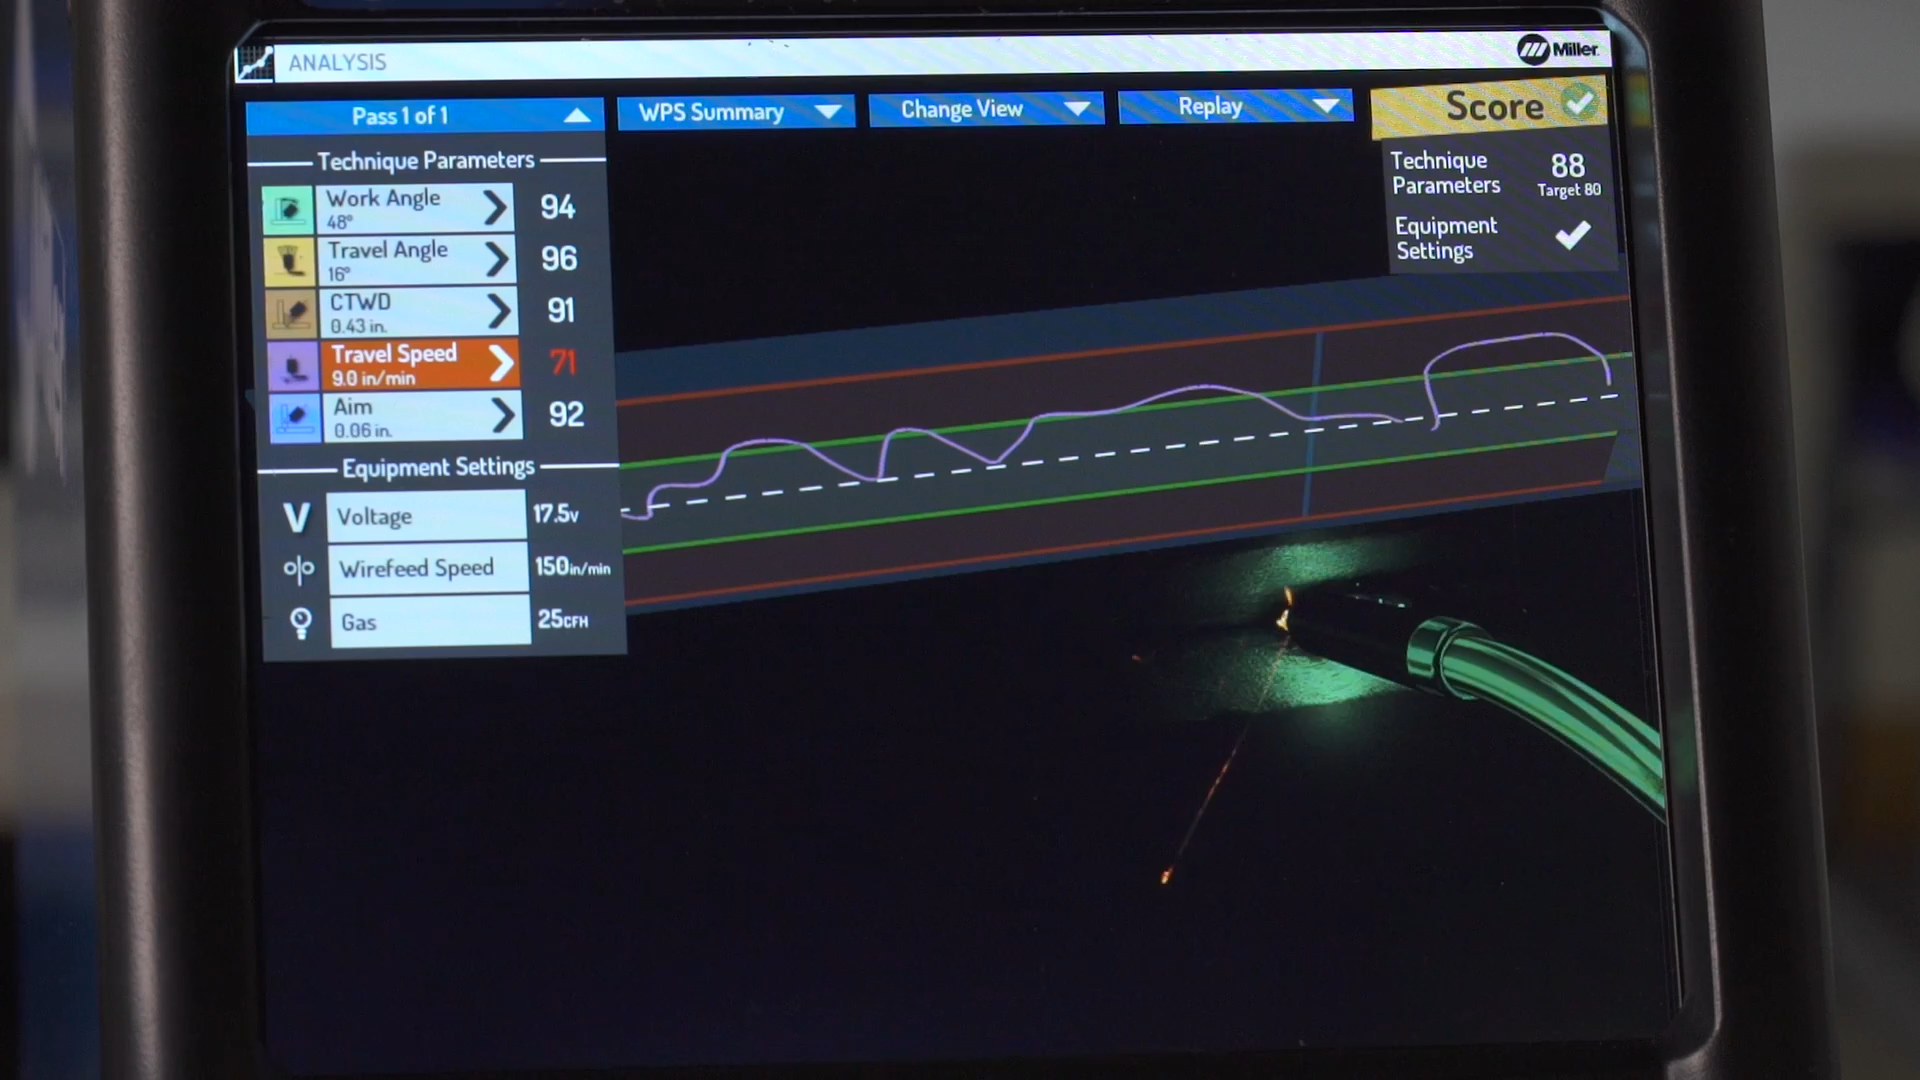 ANALYSIS
Miller
Pass 1 of 1
WPS Summary
Change View
Replay
Score
Technique Parameters
Work Angle
48°
94
Travel Angle
16°
96
CTWD
0.43 in.
91
Travel Speed
9.0 in/min
71
Aim
0.06 in.
92
Equipment Settings
V
Voltage
17.5V
Wirefeed Speed
150in/min
Gas
25CFH
Technique
Parameters
88
Target 80
Equipment
Settings